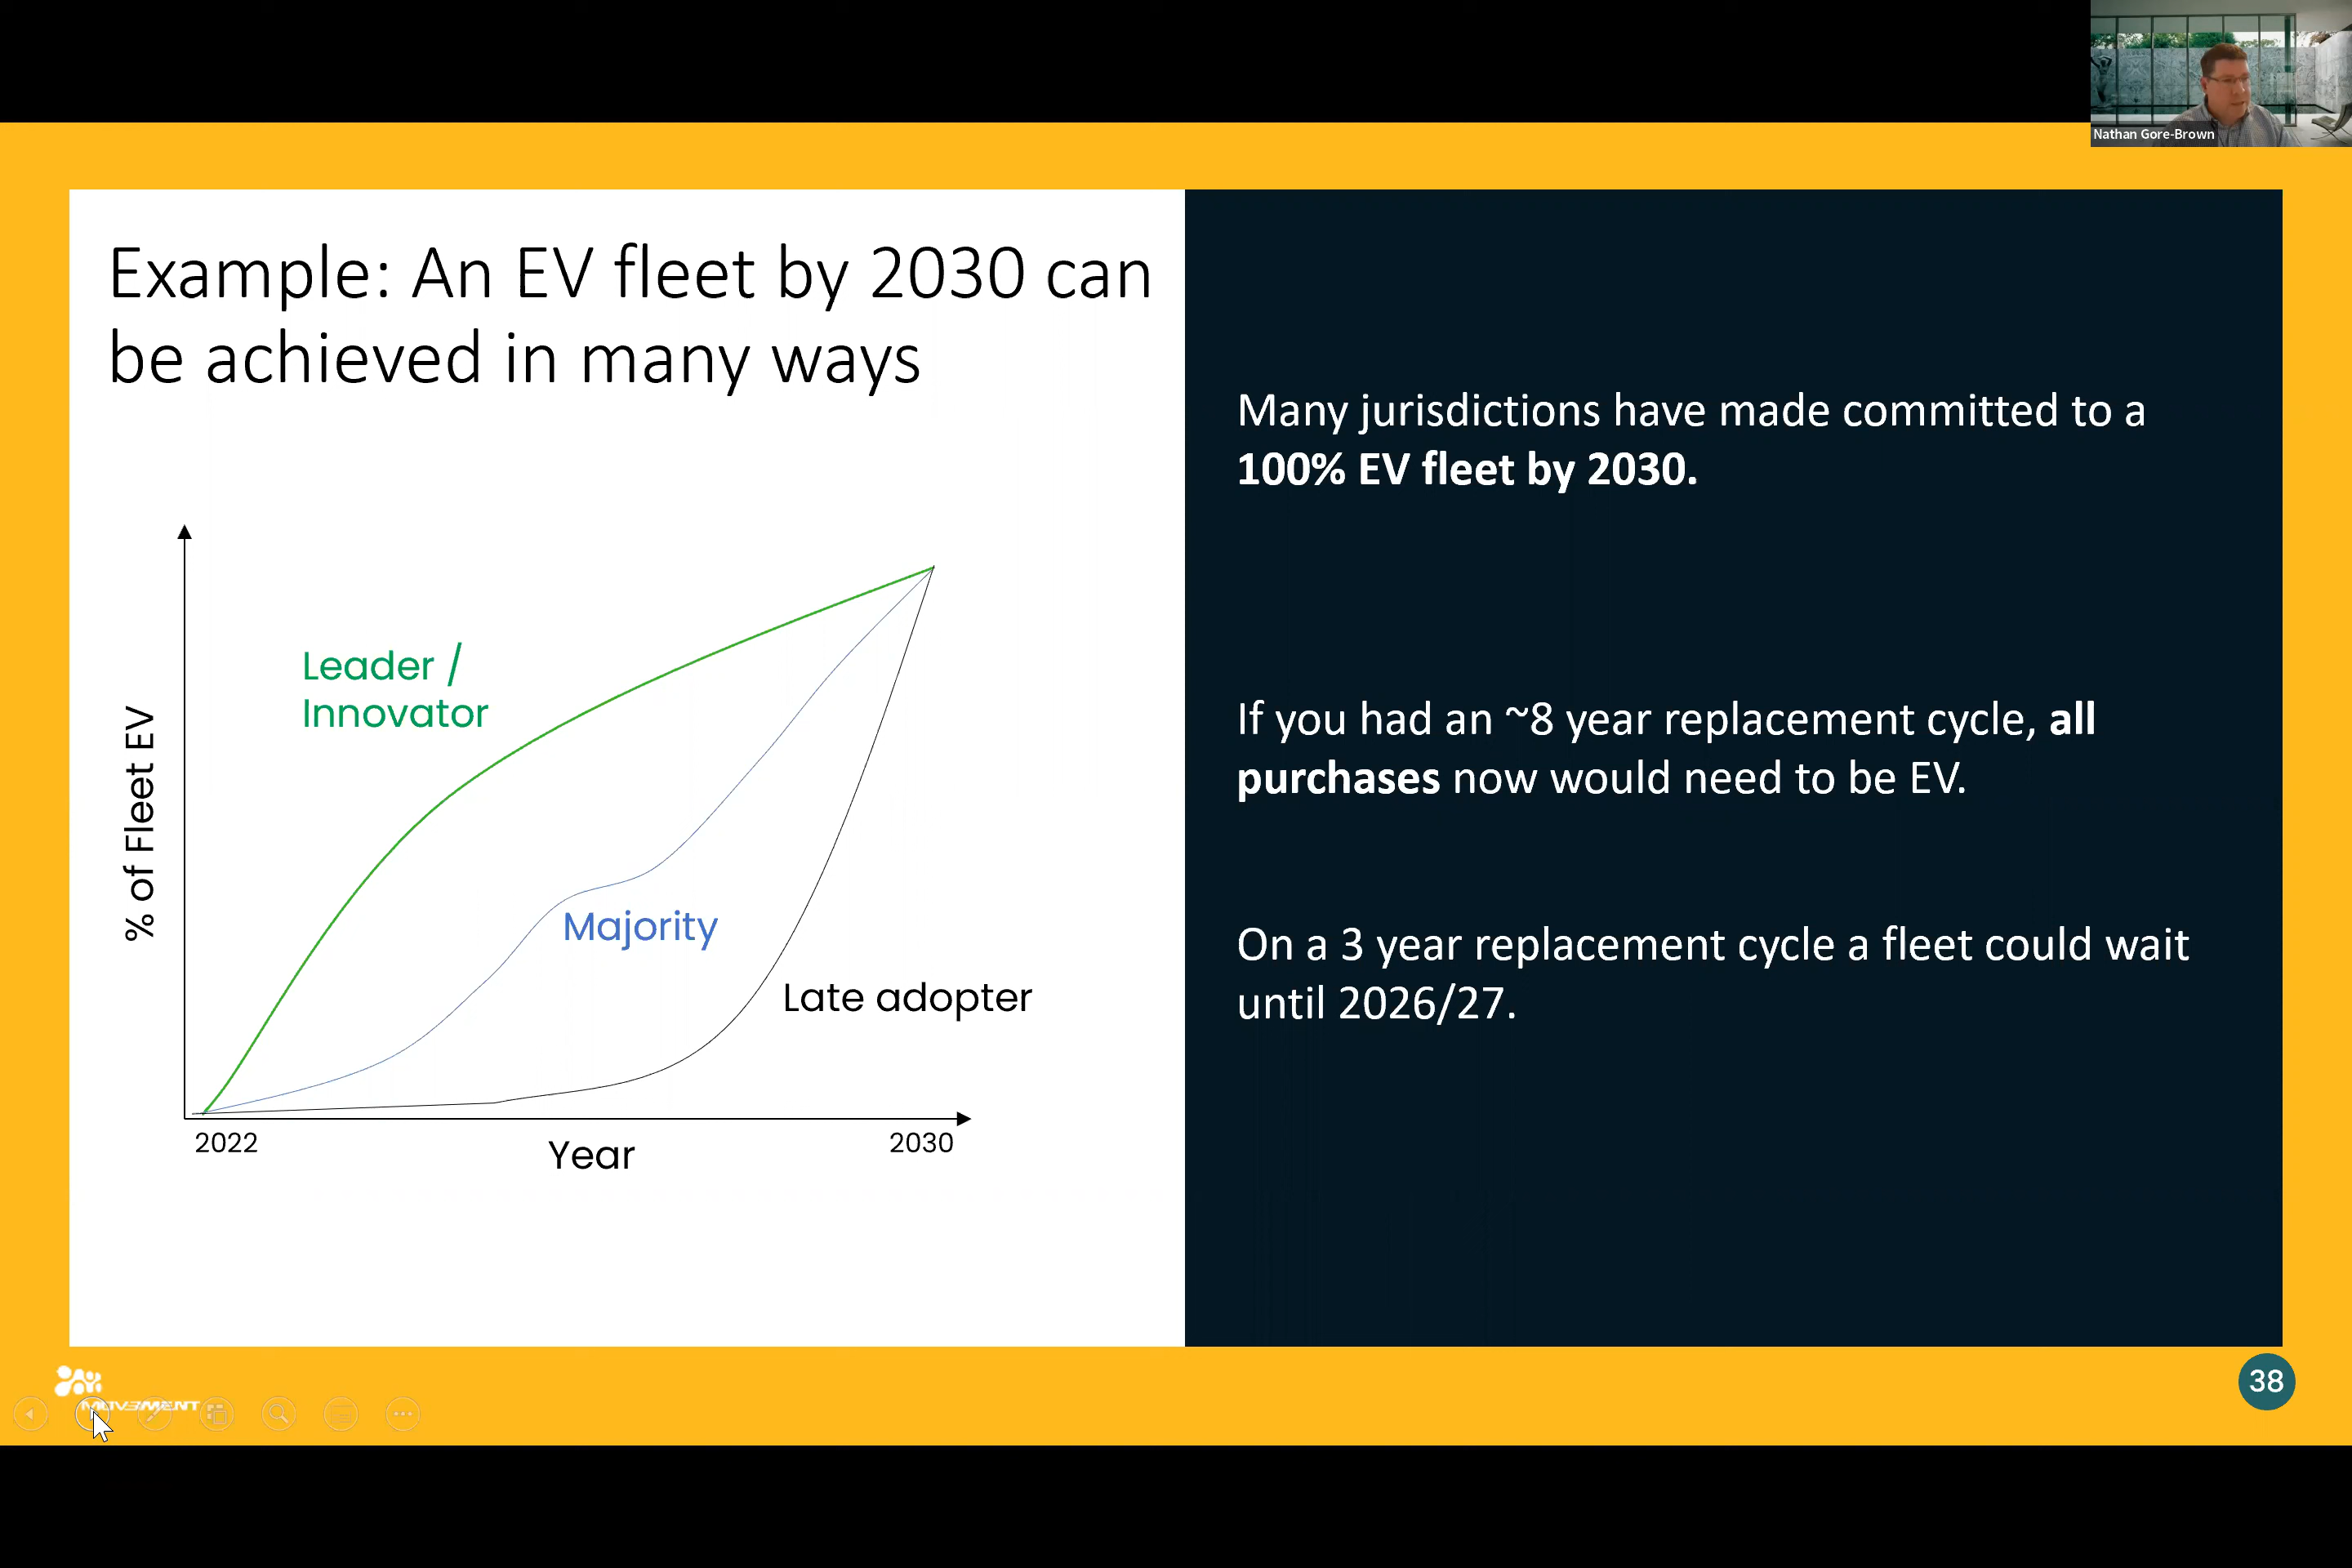 Nathan Gore-Brown
Example: An EV fleet by 2030 can
be achieved in many ways
% of Fleet EV
Leader /
Innovator
Majority
Late adopter
2022
Year
2030
Many jurisdictions have made committed to a
100% EV fleet by 2030.
If you had an ~8 year replacement cycle, all
purchases now would need to be EV.
On a 3 year replacement cycle a fleet could wait
until 2026/27.
MOV3MENT
38